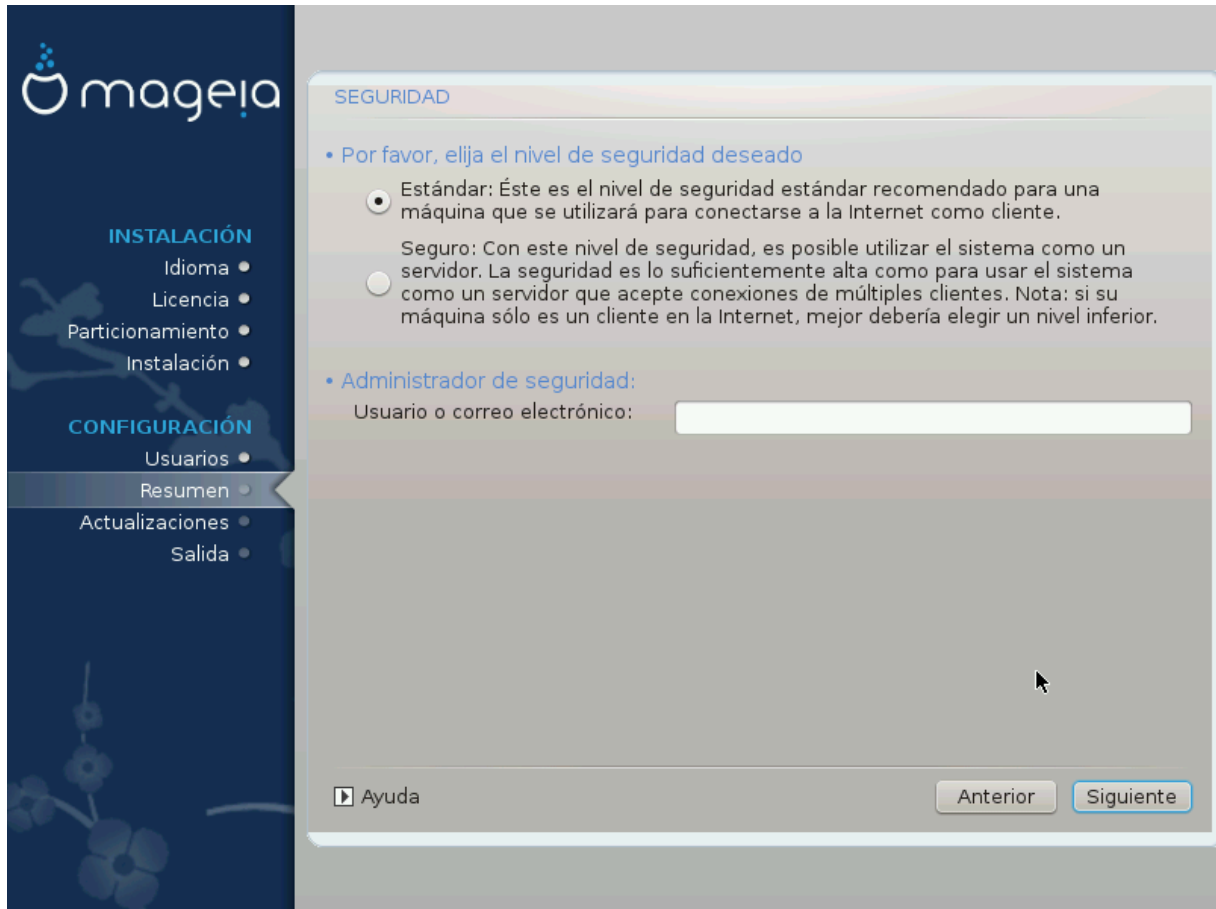 mageia
INSTALACIÓN
Idioma
Licencia
Particionamiento
Instalación
CONFIGURACIÓN
Usuarios
Resumen
Actualizaciones
Salida
SEGURIDAD
• Por favor, elija el nivel de seguridad deseado
Estándar: Éste es el nivel de seguridad estándar recomendado para una
máquina que se utilizará para conectarse a la Internet como cliente.
Seguro: Con este nivel de seguridad, es posible utilizar el sistema como un
servidor. La seguridad es lo suficientemente alta como para usar el sistema
como un servidor que acepte conexiones de múltiples clientes. Nota: si su
máquina sólo es un cliente en la Internet, mejor debería elegir un nivel inferior.
• Administrador de seguridad:
Usuario o correo electrónico:
Ayuda
Anterior
Siguiente